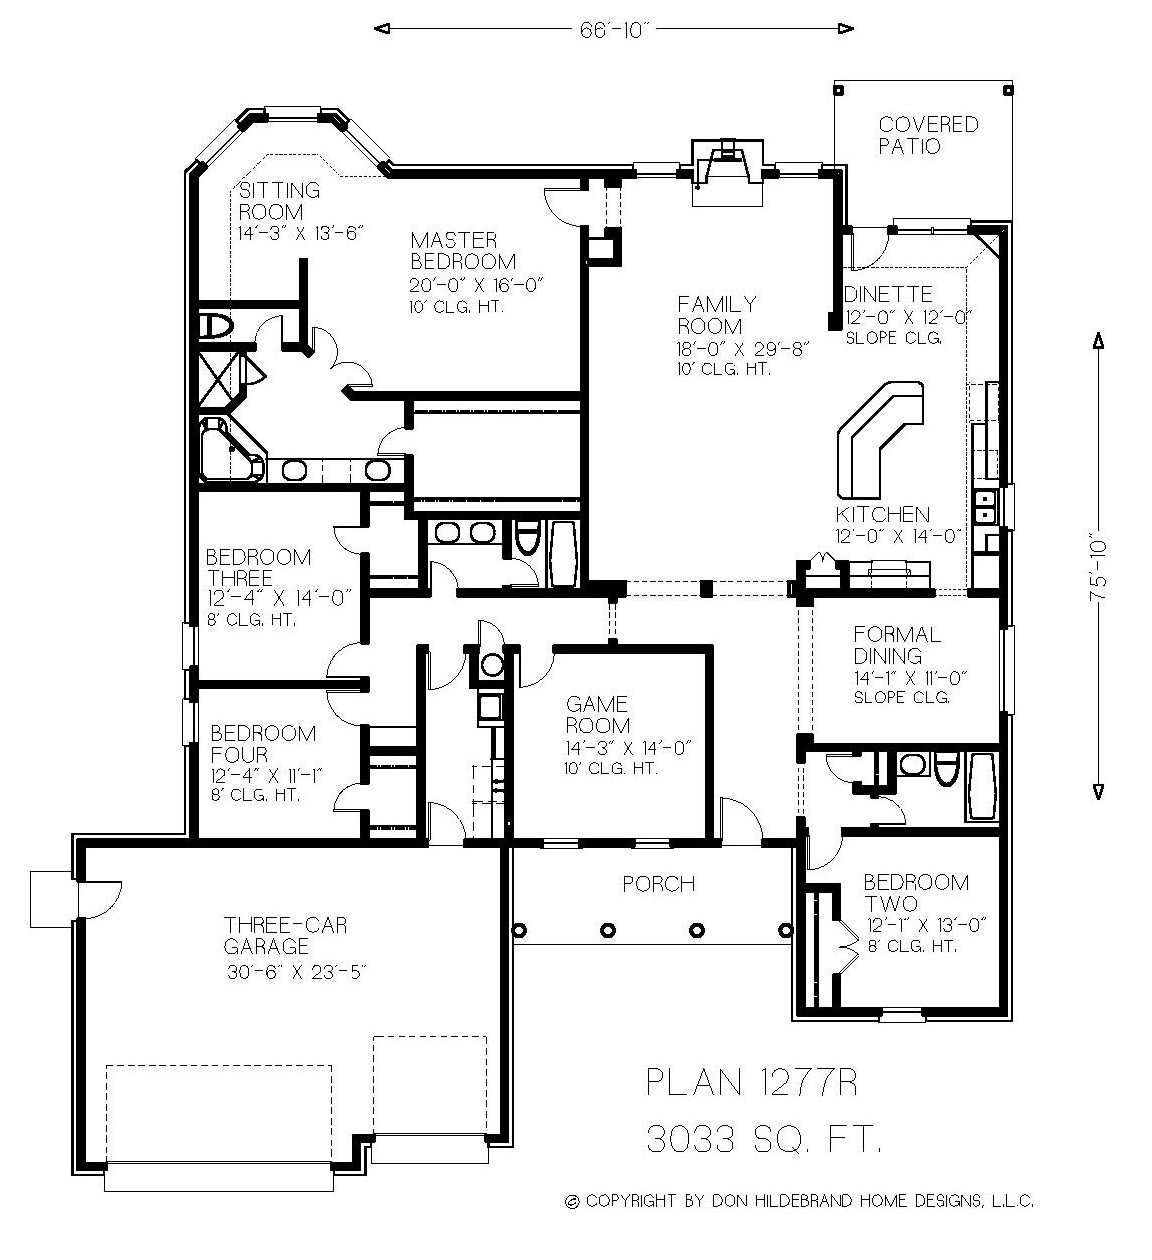 66'-10"
COVERED
PATIO
SITTING
ROOM
14'-3" X 13'-6"
MASTER
BEDROOM
20'-0" X 16'-0"
10' CLG. HT.
FAMILY
ROOM
18'-0" X 29'-8"
10' CLG. HT.
DINETTE
12'-0" X 12'-0"
SLOPE CLG.
KITCHEN
12'-0" X 14'-0"
75'-10"
BEDROOM
THREE
12'-4" X 14'-0"
8' CLG. HT.
FORMAL
DINING
14'-1" X 11'-0"
SLOPE CLG.
BEDROOM
FOUR
12'-4" X 11'-1"
8' CLG. HT.
GAME
ROOM
14'-3" X 14'-0"
10' CLG. HT.
PORCH
BEDROOM
TWO
12'-1" X 13'-0"
8' CLG. HT.
THREE-CAR
GARAGE
30'-6" X 23'-5"
PLAN 1277R
3033 SQ. FT.
© COPYRIGHT BY DON HILDEBRAND HOME DESIGNS, L.L.C.